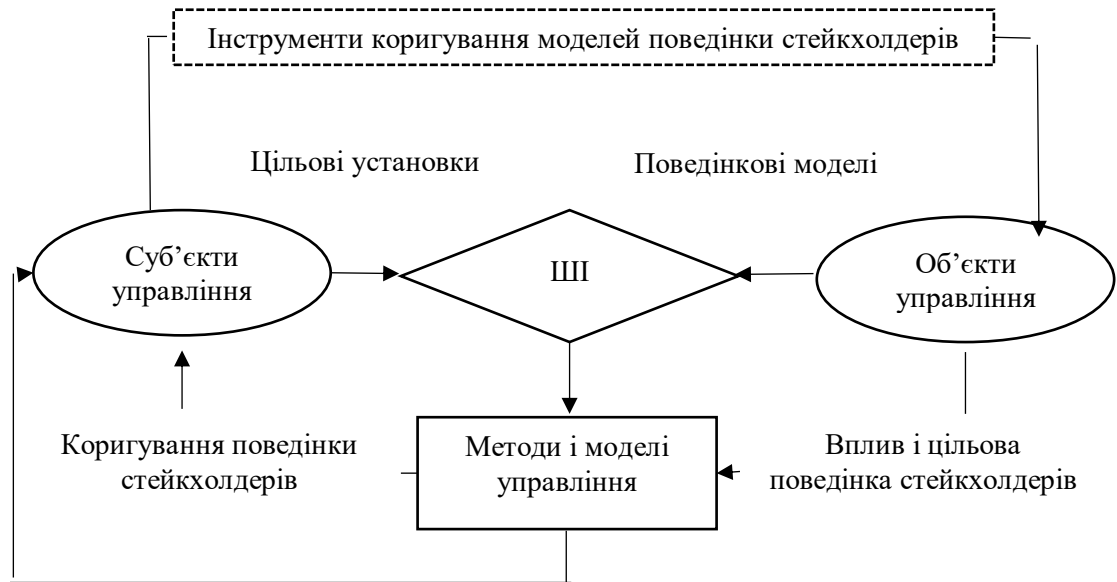 Інструменти коригування моделей поведінки стейкхолдерів
Цільові установки
Поведінкові моделі
Суб’єкти
управління
ШІ
Об’єкти
управління
Коригування поведінки
стейкхолдерів
Методи і моделі
управління
Вплив і цільова
поведінка стейкхолдерів